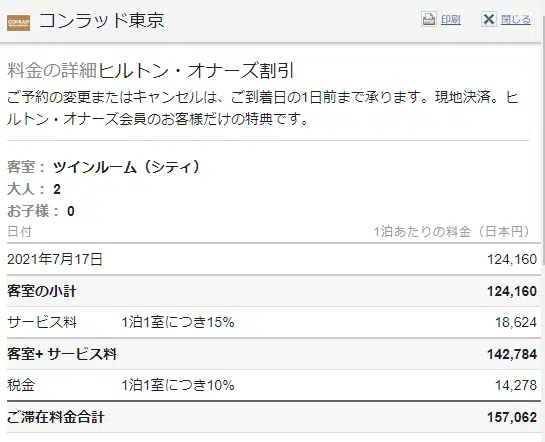 CONRAD コンラッド東京 印刷 閉じる
料金の詳細ヒルトン・オナーズ割引
ご予約の変更またはキャンセルは、ご到着日の1日前まで承ります。現地決済。ヒ
ルトン・オナーズ会員のお客様だけの特典です。
客室： ツインルーム（シティ）
大人： 2
お子様： 0
日付 1泊あたりの料金（日本円）
2021年7月17日 124,160
客室の小計 124,160
サービス料 1泊1室につき15% 18,624
客室+ サービス料 142,784
税金 1泊1室につき10% 14,278
ご滞在料金合計 157,062